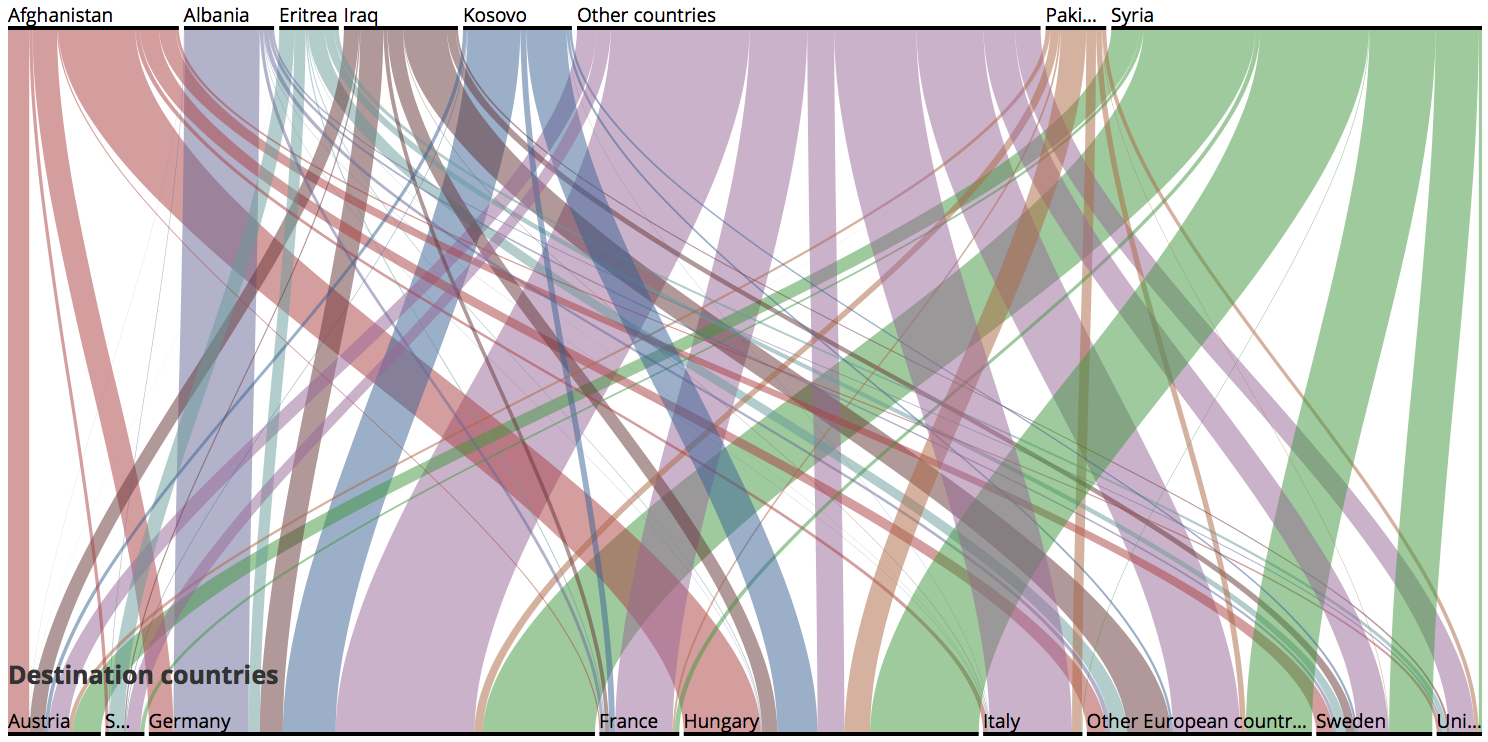 Afghanistan Albania Eritrea Iraq Kosovo Other countries Paki... Syria
Destination countries
Austria S... Germany France Hungary Italy Other European countr... Sweden Uni...